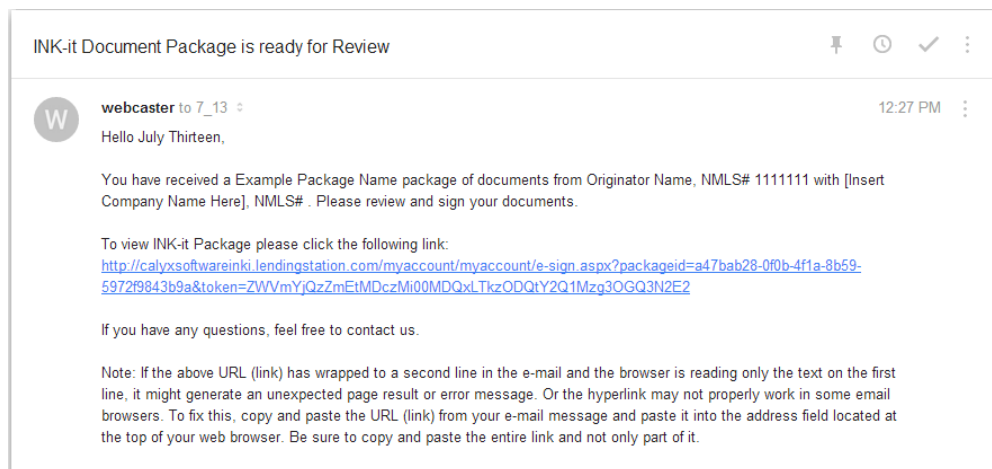 INK-it Document Package is ready for Review
W
webcaster to 7_13
12:27 PM
Hello July Thirteen,
You have received a Example Package Name package of documents from Originator Name, NMLS# 1111111 with [Insert
Company Name Here], NMLS# . Please review and sign your documents.
To view INK-it Package please click the following link:
http://calyxsoftwareinki.lendingstation.com/myaccount/myaccount/e-sign.aspx?packageid=a47bab28-0f0b-4f1a-8b59-
5972f9843b9a&token=ZWVmYjQzZmEtMDczMi00MDQxLTkzODQtY2Q1Mzg3OGQ3N2E2
If you have any questions, feel free to contact us.
Note: If the above URL (link) has wrapped to a second line in the e-mail and the browser is reading only the text on the first
line, it might generate an unexpected page result or error message. Or the hyperlink may not properly work in some email
browsers. To fix this, copy and paste the URL (link) from your e-mail message and paste it into the address field located at
the top of your web browser. Be sure to copy and paste the entire link and not only part of it.